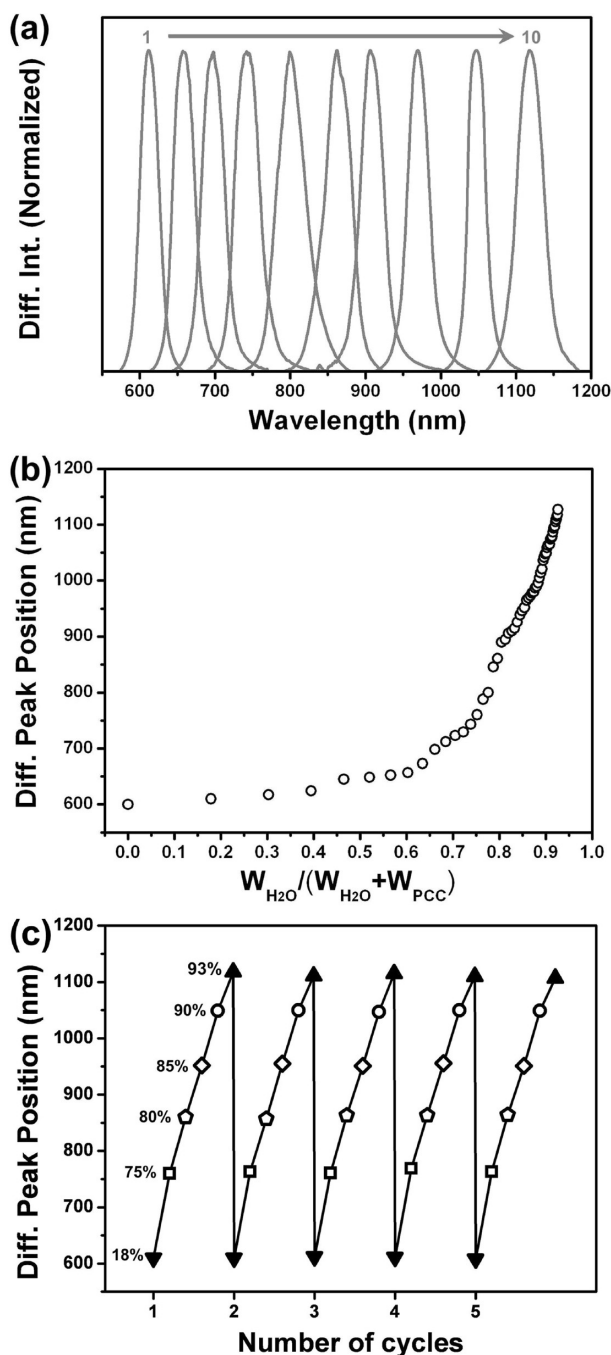 (a)
1 10
Diff. Int. (Normalized)
600 700 800 900 1000 1100 1200
Wavelength (nm)
(b)
1200
1100
1000
900
800
700
600
Diff. Peak Position (nm)
0.0 0.1 0.2 0.3 0.4 0.5 0.6 0.7 0.8 0.9 1.0
W_H2O/(W_H2O+W_PCC)
(c)
1200
1100
1000
900
800
700
600
Diff. Peak Position (nm)
93%
90%
85%
80%
75%
18%
1 2 3 4 5
Number of cycles